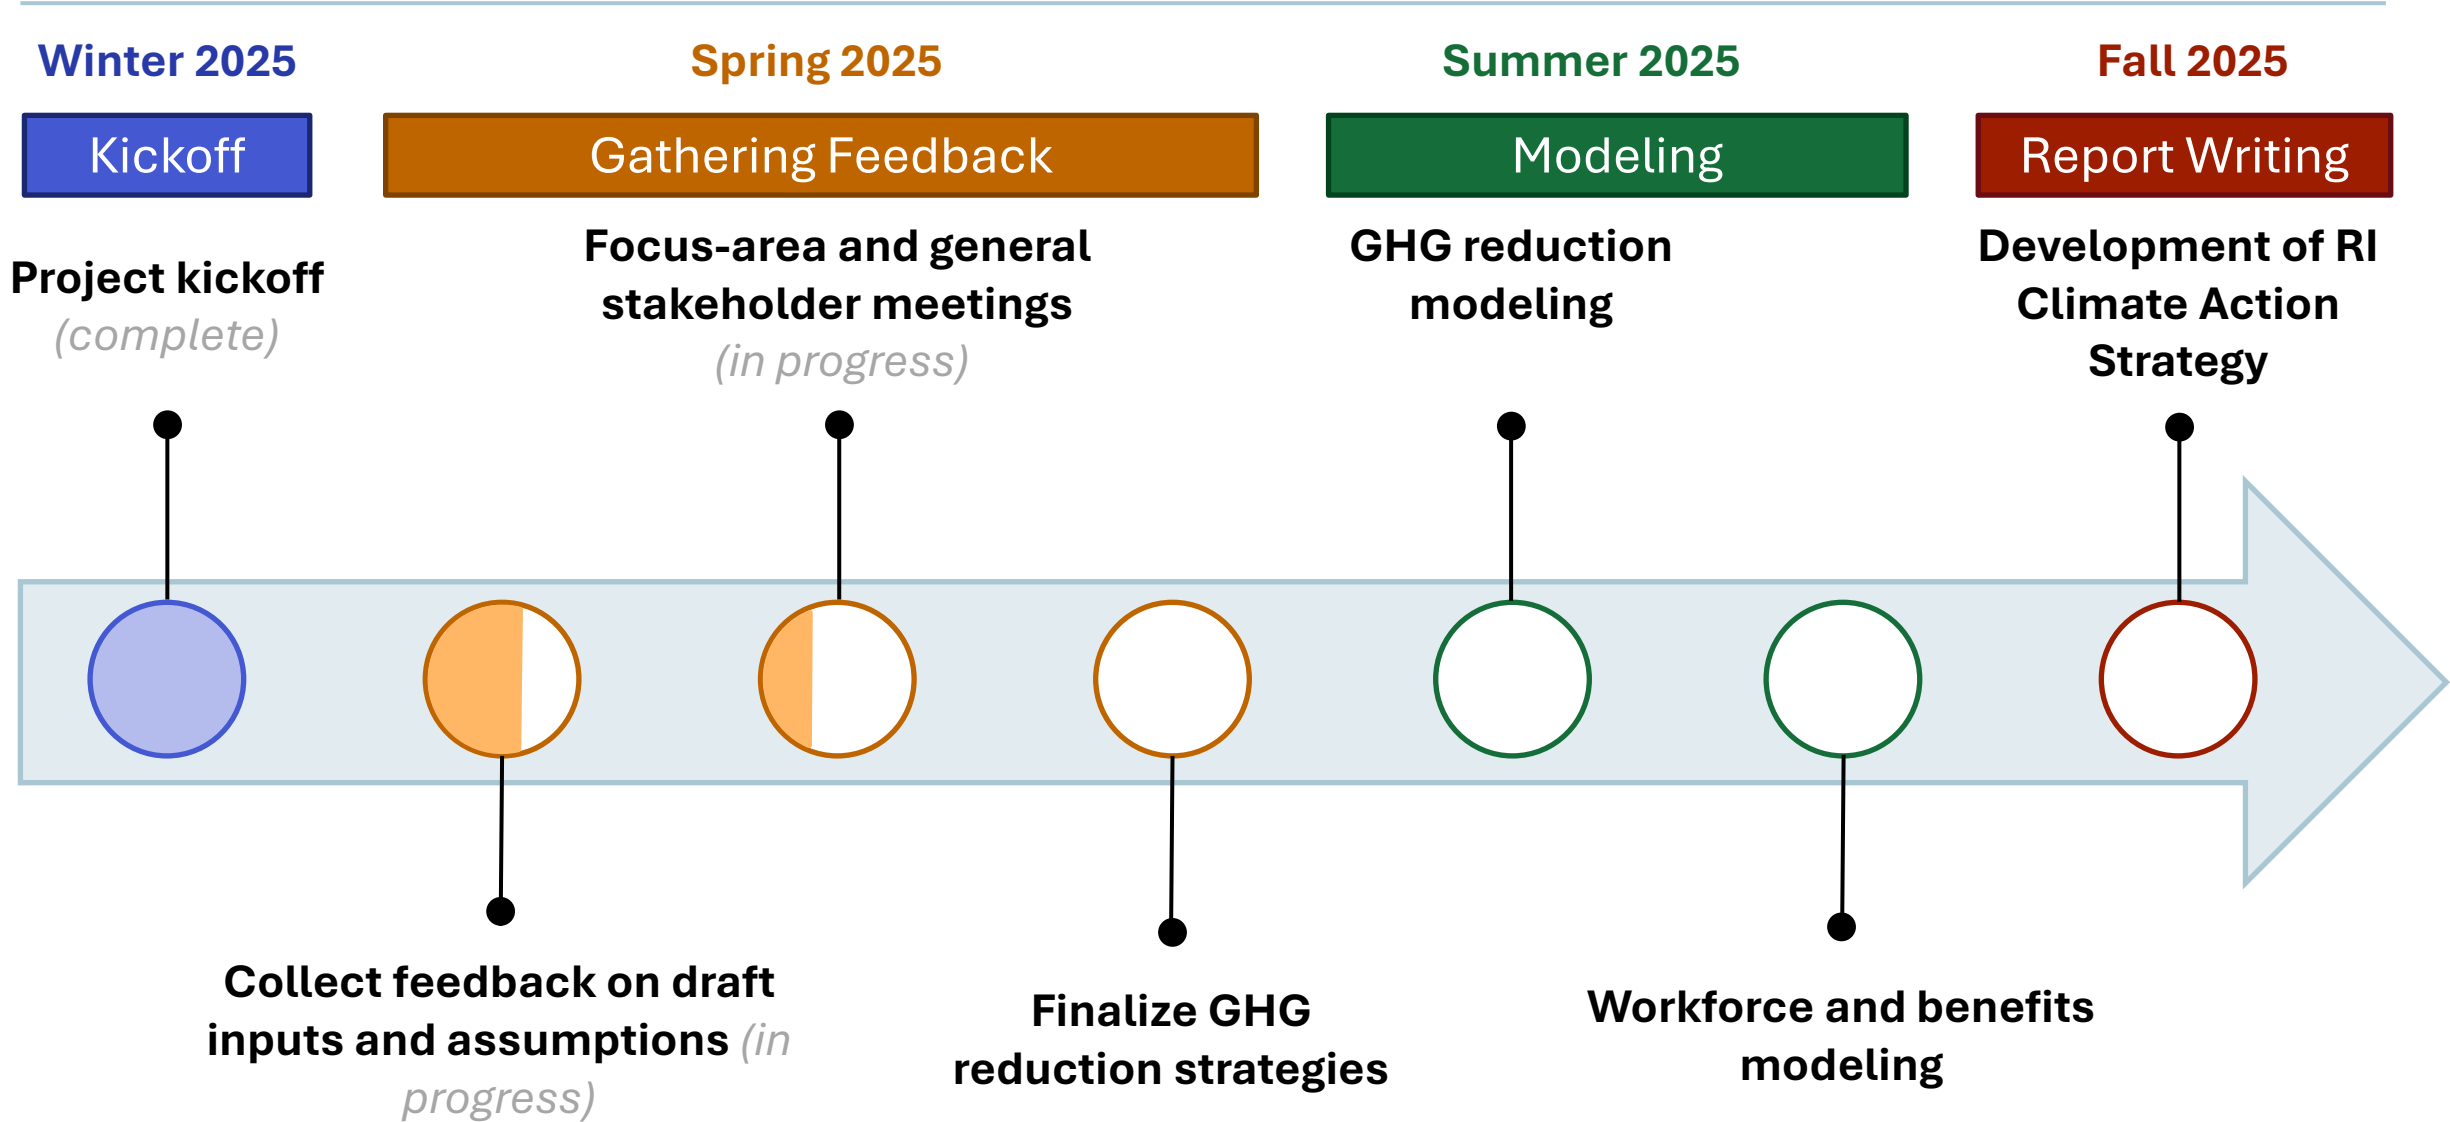 Winter 2025
Spring 2025
Summer 2025
Fall 2025
Kickoff
Gathering Feedback
Modeling
Report Writing
Project kickoff
(complete)
Focus-area and general
stakeholder meetings
(in progress)
GHG reduction
modeling
Development of RI
Climate Action
Strategy
Collect feedback on draft
inputs and assumptions (in
progress)
Finalize GHG
reduction strategies
Workforce and benefits
modeling